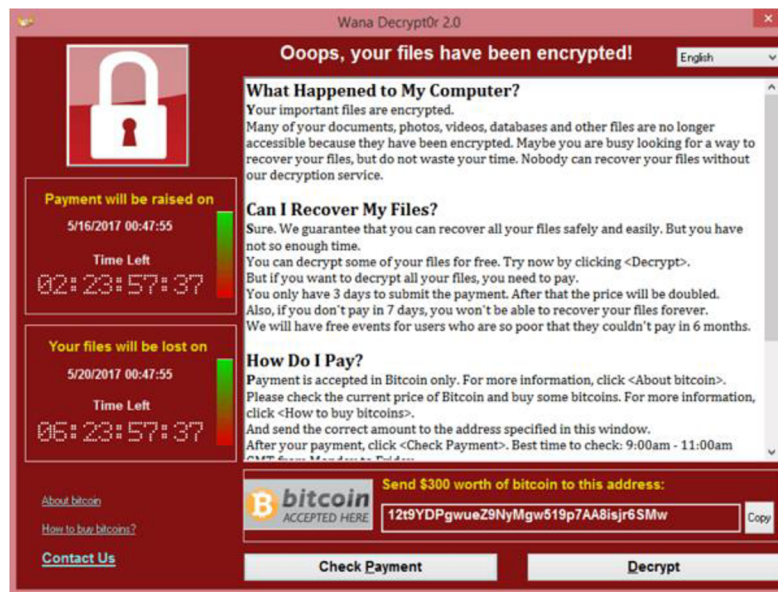 Wana Decrypt0r 2.0
Ooops, your files have been encrypted!
English
What Happened to My Computer?
Your important files are encrypted.
Many of your documents, photos, videos, databases and other files are no longer
accessible because they have been encrypted. Maybe you are busy looking for a way to
recover your files, but do not waste your time. Nobody can recover your files without
our decryption service.
Can I Recover My Files?
Sure. We guarantee that you can recover all your files safely and easily. But you have
not so enough time.
You can decrypt some of your files for free. Try now by clicking <Decrypt>.
But if you want to decrypt all your files, you need to pay.
You only have 3 days to submit the payment. After that the price will be doubled.
Also, if you don't pay in 7 days, you won't be able to recover your files forever.
We will have free events for users who are so poor that they couldn't pay in 6 months.
How Do I Pay?
Payment is accepted in Bitcoin only. For more information, click <About bitcoin>.
Please check the current price of Bitcoin and buy some bitcoins. For more information,
click <How to buy bitcoins>.
And send the correct amount to the address specified in this window.
After your payment, click <Check Payment>. Best time to check: 9:00am - 11:00am
GMT from Monday to Friday.
Payment will be raised on
5/16/2017 00:47:55
Time Left
02:23:57:37
Your files will be lost on
5/20/2017 00:47:55
Time Left
06:23:57:37
About bitcoin
How to buy bitcoins?
Contact Us
bitcoin
ACCEPTED HERE
Send $300 worth of bitcoin to this address:
12t9YDPgwueZ9NyMgw519p7AA8isjr6SMw
Copy
Check Payment
Decrypt